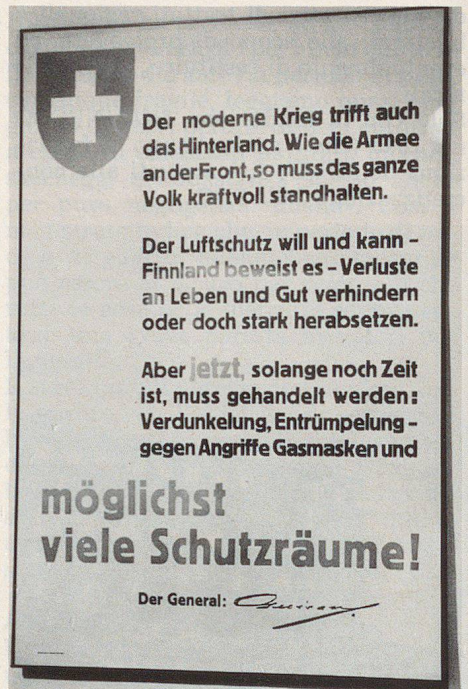 Der moderne Krieg trifft auch
das Hinterland. Wie die Armee
an der Front, so muss das ganze
Volk kraftvoll standhalten.
Der Luftschutz will und kann –
Finnland beweist es – Verluste
an Leben und Gut verhindern
oder doch stark herabsetzen.
Aber jetzt, solange noch Zeit
ist, muss gehandelt werden:
Verdunkelung, Entrümpelung –
gegen Angriffe Gasmasken und
möglichst
viele Schutzräume!
Der General: